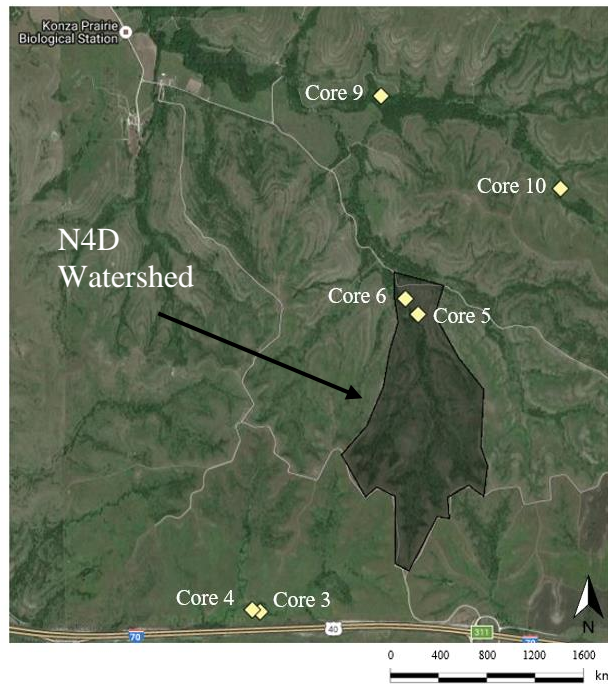 Konza Prairie
Biological Station
Core 9
Core 10
N4D
Watershed
Core 6
Core 5
Core 4
Core 3
70
40
311
70
N
0 400 800 1200 1600
km